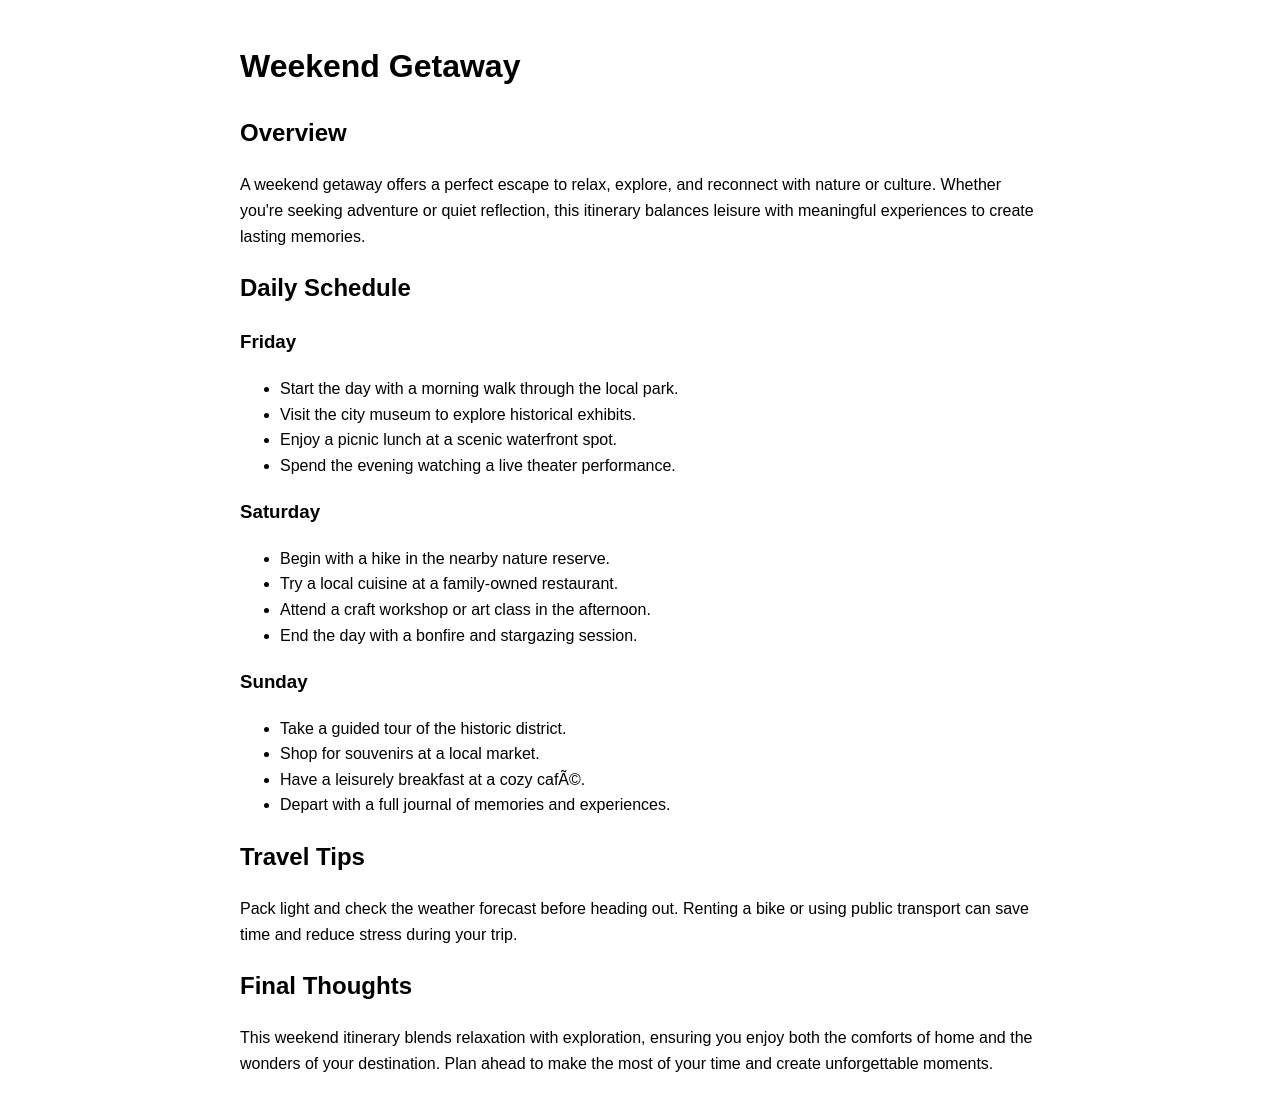 Weekend Getaway
Overview
A weekend getaway offers a perfect escape to relax, explore, and reconnect with nature or culture. Whether
you're seeking adventure or quiet reflection, this itinerary balances leisure with meaningful experiences to create
lasting memories.
Daily Schedule
Friday
• Start the day with a morning walk through the local park.
• Visit the city museum to explore historical exhibits.
• Enjoy a picnic lunch at a scenic waterfront spot.
• Spend the evening watching a live theater performance.
Saturday
• Begin with a hike in the nearby nature reserve.
• Try a local cuisine at a family-owned restaurant.
• Attend a craft workshop or art class in the afternoon.
• End the day with a bonfire and stargazing session.
Sunday
• Take a guided tour of the historic district.
• Shop for souvenirs at a local market.
• Have a leisurely breakfast at a cozy cafÃ©.
• Depart with a full journal of memories and experiences.
Travel Tips
Pack light and check the weather forecast before heading out. Renting a bike or using public transport can save
time and reduce stress during your trip.
Final Thoughts
This weekend itinerary blends relaxation with exploration, ensuring you enjoy both the comforts of home and the
wonders of your destination. Plan ahead to make the most of your time and create unforgettable moments.